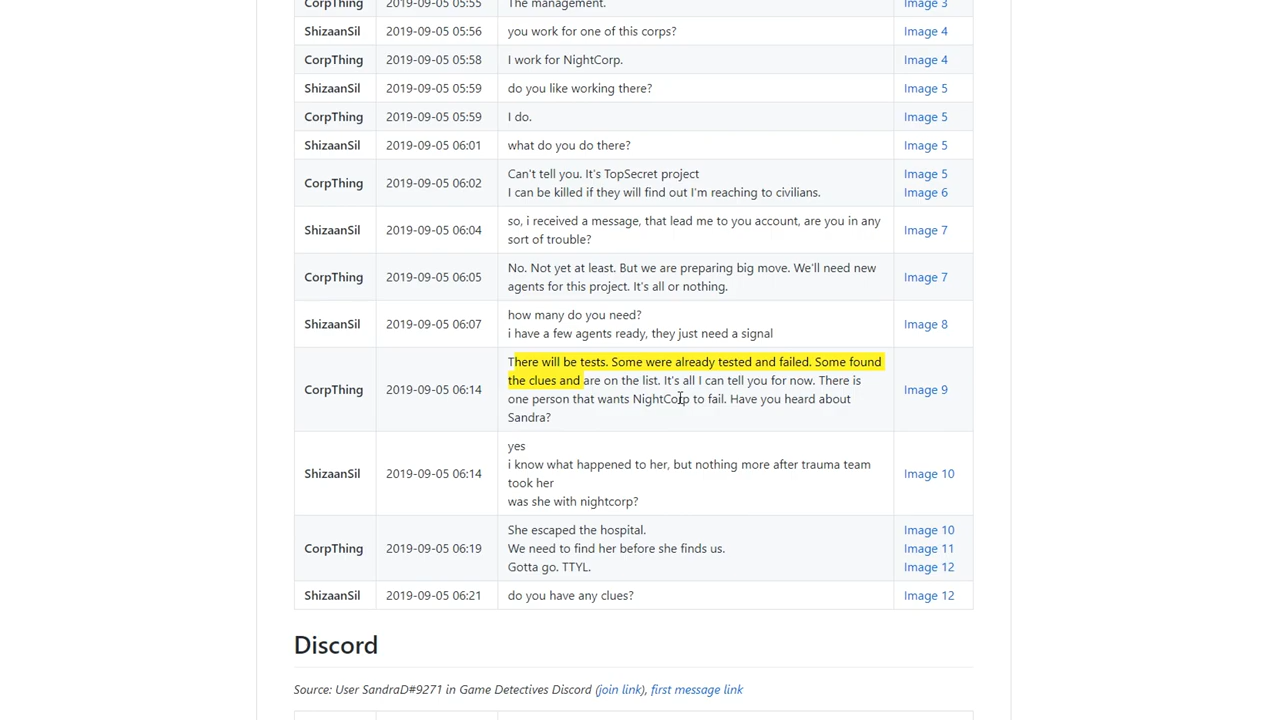 CorpThing 2019-09-05 05:55 The management. Image 3
ShizaanSil 2019-09-05 05:56 you work for one of this corps? Image 4
CorpThing 2019-09-05 05:58 I work for NightCorp. Image 4
ShizaanSil 2019-09-05 05:59 do you like working there? Image 5
CorpThing 2019-09-05 05:59 I do. Image 5
ShizaanSil 2019-09-05 06:01 what do you do there? Image 5
CorpThing 2019-09-05 06:02 Can't tell you. It's TopSecret project Image 5
I can be killed if they will find out I'm reaching to civilians. Image 6
ShizaanSil 2019-09-05 06:04 so, i received a message, that lead me to you account, are you in any Image 7
sort of trouble?
CorpThing 2019-09-05 06:05 No. Not yet at least. But we are preparing big move. We'll need new Image 7
agents for this project. It's all or nothing.
ShizaanSil 2019-09-05 06:07 how many do you need? Image 8
i have a few agents ready, they just need a signal
CorpThing 2019-09-05 06:14 There will be tests. Some were already tested and failed. Some found Image 9
the clues and are on the list. It's all I can tell you for now. There is
one person that wants NightCorp to fail. Have you heard about
Sandra?
ShizaanSil 2019-09-05 06:14 yes Image 10
i know what happened to her, but nothing more after trauma team
took her
was she with nightcorp?
CorpThing 2019-09-05 06:19 She escaped the hospital. Image 10
We need to find her before she finds us. Image 11
Gotta go. TTYL. Image 12
ShizaanSil 2019-09-05 06:21 do you have any clues? Image 12
Discord
Source: User SandraD#9271 in Game Detectives Discord (join link), first message link